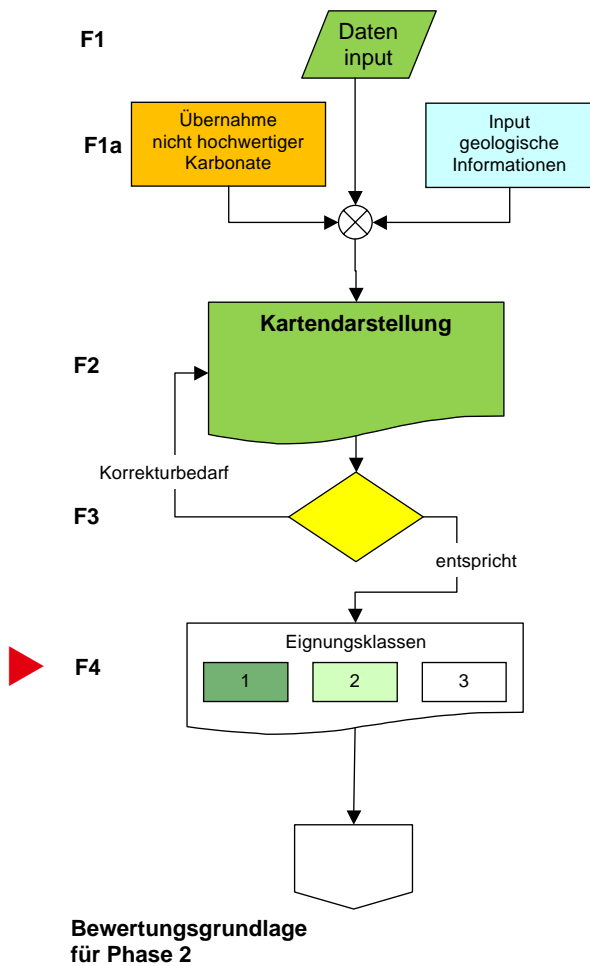 F1
Daten
input
F1a
Übernahme
nicht hochwertiger
Karbonate
Input
geologische
Informationen
Kartendarstellung
F2
Korrekturbedarf
F3
entspricht
Eignungsklassen
F4
1
2
3
Bewertungsgrundlage
für Phase 2